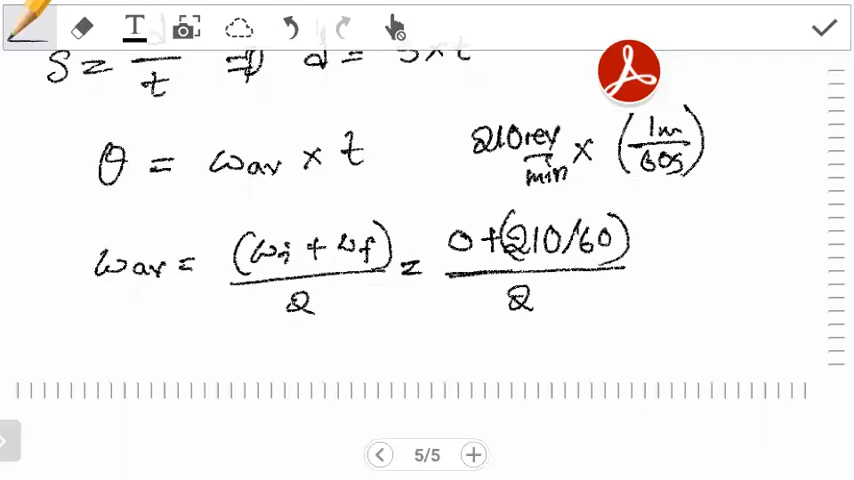 S = d/t ⇒ d = S × t
θ = ωav × t
210 rev/min × (1m/60s)
ωav = (ωi + ωf)/2 = 0+(210/60)/2
5/5